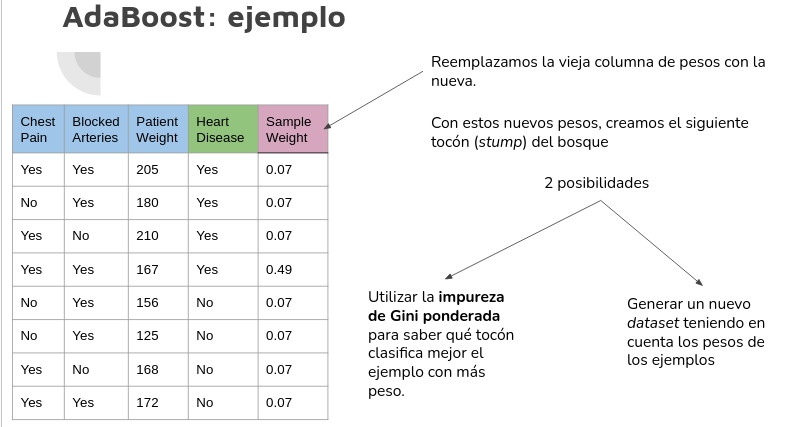 AdaBoost: ejemplo
Reemplazamos la vieja columna de pesos con la
nueva.
Con estos nuevos pesos, creamos el siguiente
tocón (stump) del bosque
2 posibilidades
Utilizar la impureza
de Gini ponderada
para saber qué tocón
clasifica mejor el
ejemplo con más
peso.
Generar un nuevo
dataset teniendo en
cuenta los pesos de
los ejemplos
Chest Pain Blocked Arteries Patient Weight Heart Disease Sample Weight
Yes Yes 205 Yes 0.07
No Yes 180 Yes 0.07
Yes No 210 Yes 0.07
Yes Yes 167 Yes 0.49
No Yes 156 No 0.07
No Yes 125 No 0.07
Yes No 168 No 0.07
Yes Yes 172 No 0.07